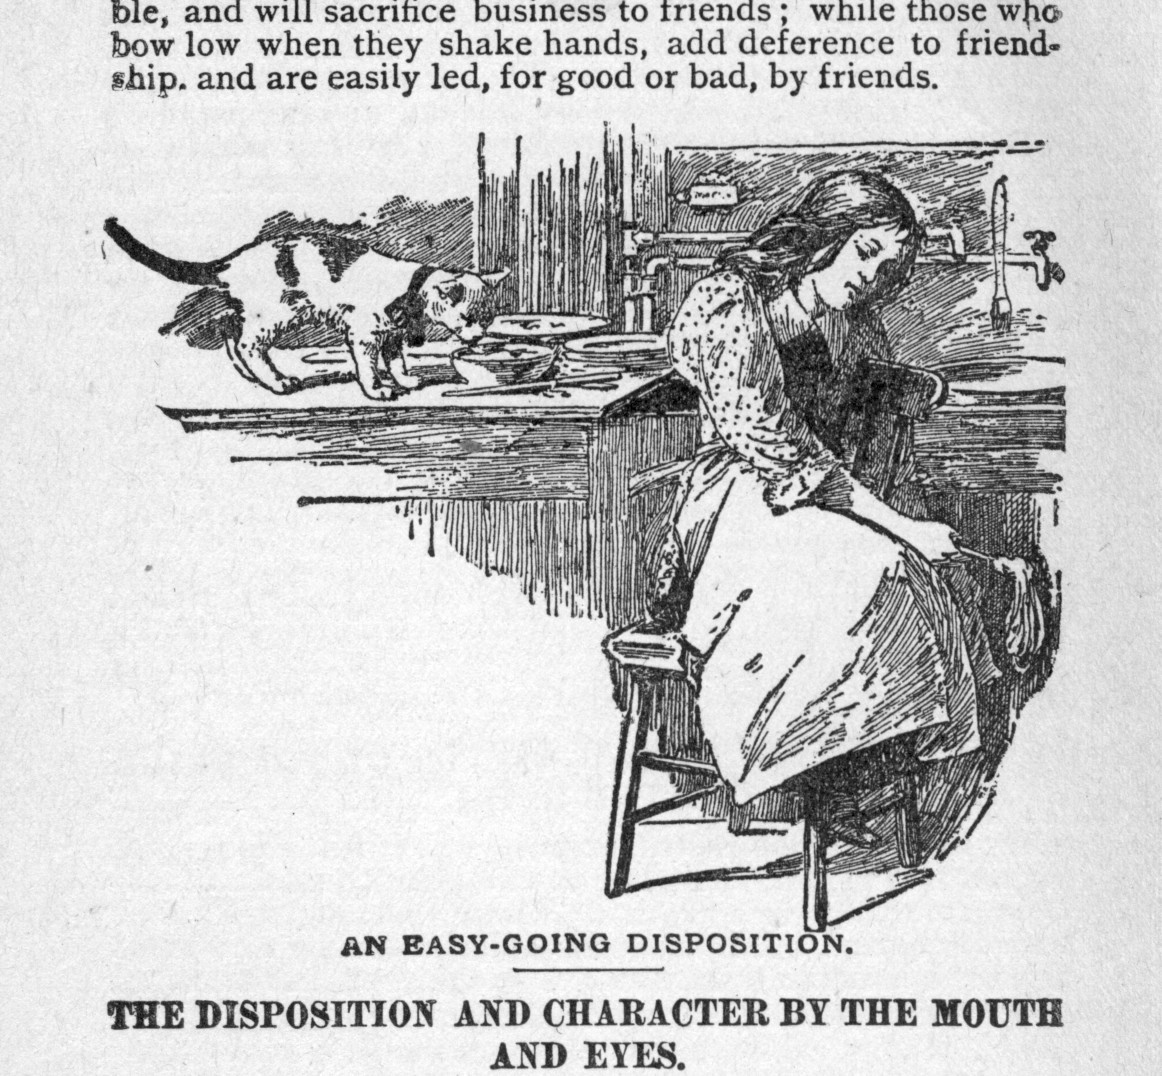 ble, and will sacrifice business to friends; while those who
bow low when they shake hands, add deference to friend-
ship. and are easily led, for good or bad, by friends.
AN EASY-GOING DISPOSITION.
THE DISPOSITION AND CHARACTER BY THE MOUTH
AND EYES.